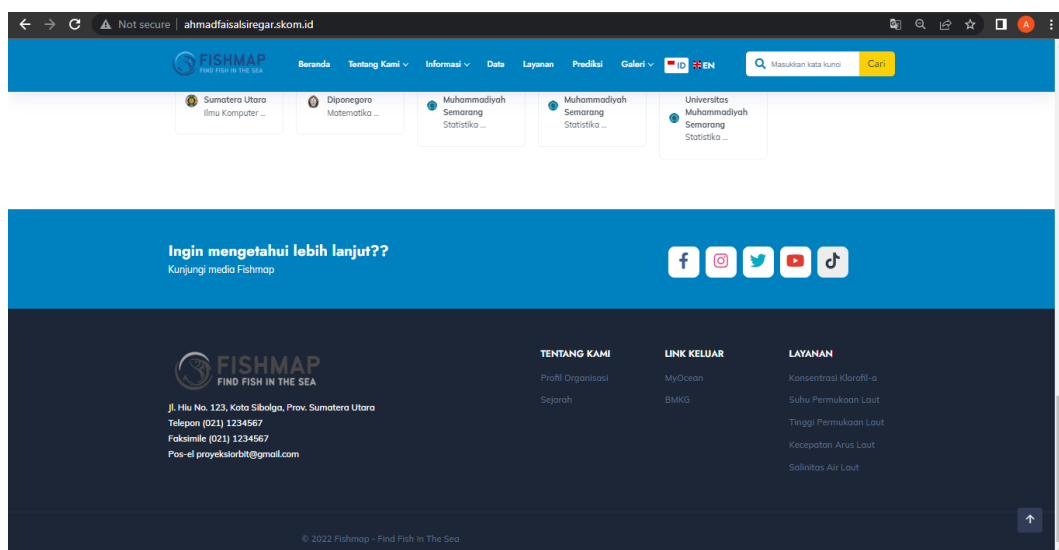 Not secure | ahmadfaisalsiregar.skom.id
A
FISHMAP
FIND FISH IN THE SEA
Beranda Tentang Kami Informasi Data Layanan Prediksi Galeri ID EN
Masukkan kata kunci
Cari
Sumatera Utara
Ilmu Komputer ...
Diponegoro
Matematika ...
Muhammadiyah
Semarang
Statistika ...
Muhammadiyah
Semarang
Statistika ...
Universitas
Muhammadiyah
Semarang
Statistika ...
Ingin mengetahui lebih lanjut??
Kunjungi media Fishmap
FISHMAP
FIND FISH IN THE SEA
Jl. Hiu No. 123, Kota Sibolga, Prov. Sumatera Utara
Telepon (021) 1234567
Faksimile (021) 1234567
Pos-el proyeksiorbit@gmail.com
TENTANG KAMI
Profil Organisasi
Sejarah
LINK KELUAR
MyOcean
BMKG
LAYANAN
Konsentrasi Klorofil-a
Suhu Permukaan Laut
Tinggi Permukaan Laut
Kecepatan Arus Laut
Salinitas Air Laut
© 2022 Fishmap - Find Fish In The Sea